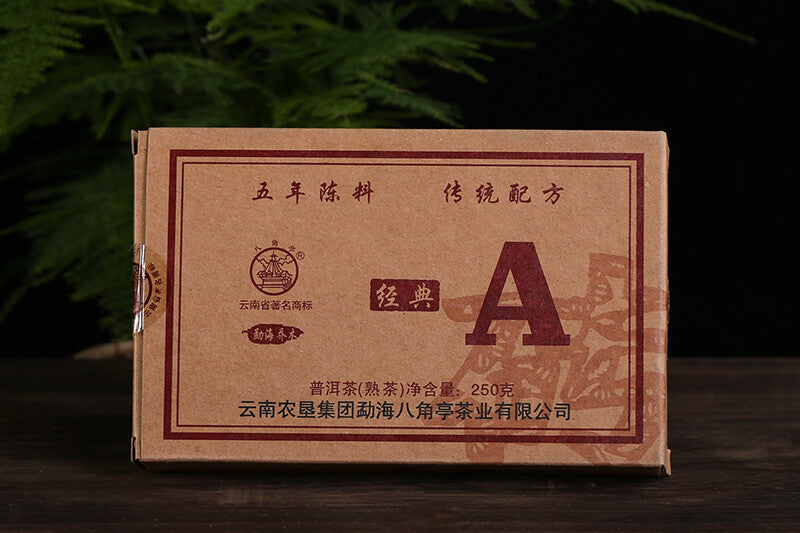 五年陈料 传统配方
八角亭
®
云南省著名商标
勐海乔木
经典
A
普洱茶(熟茶)净含量：250克
云南农垦集团勐海八角亭茶业有限公司